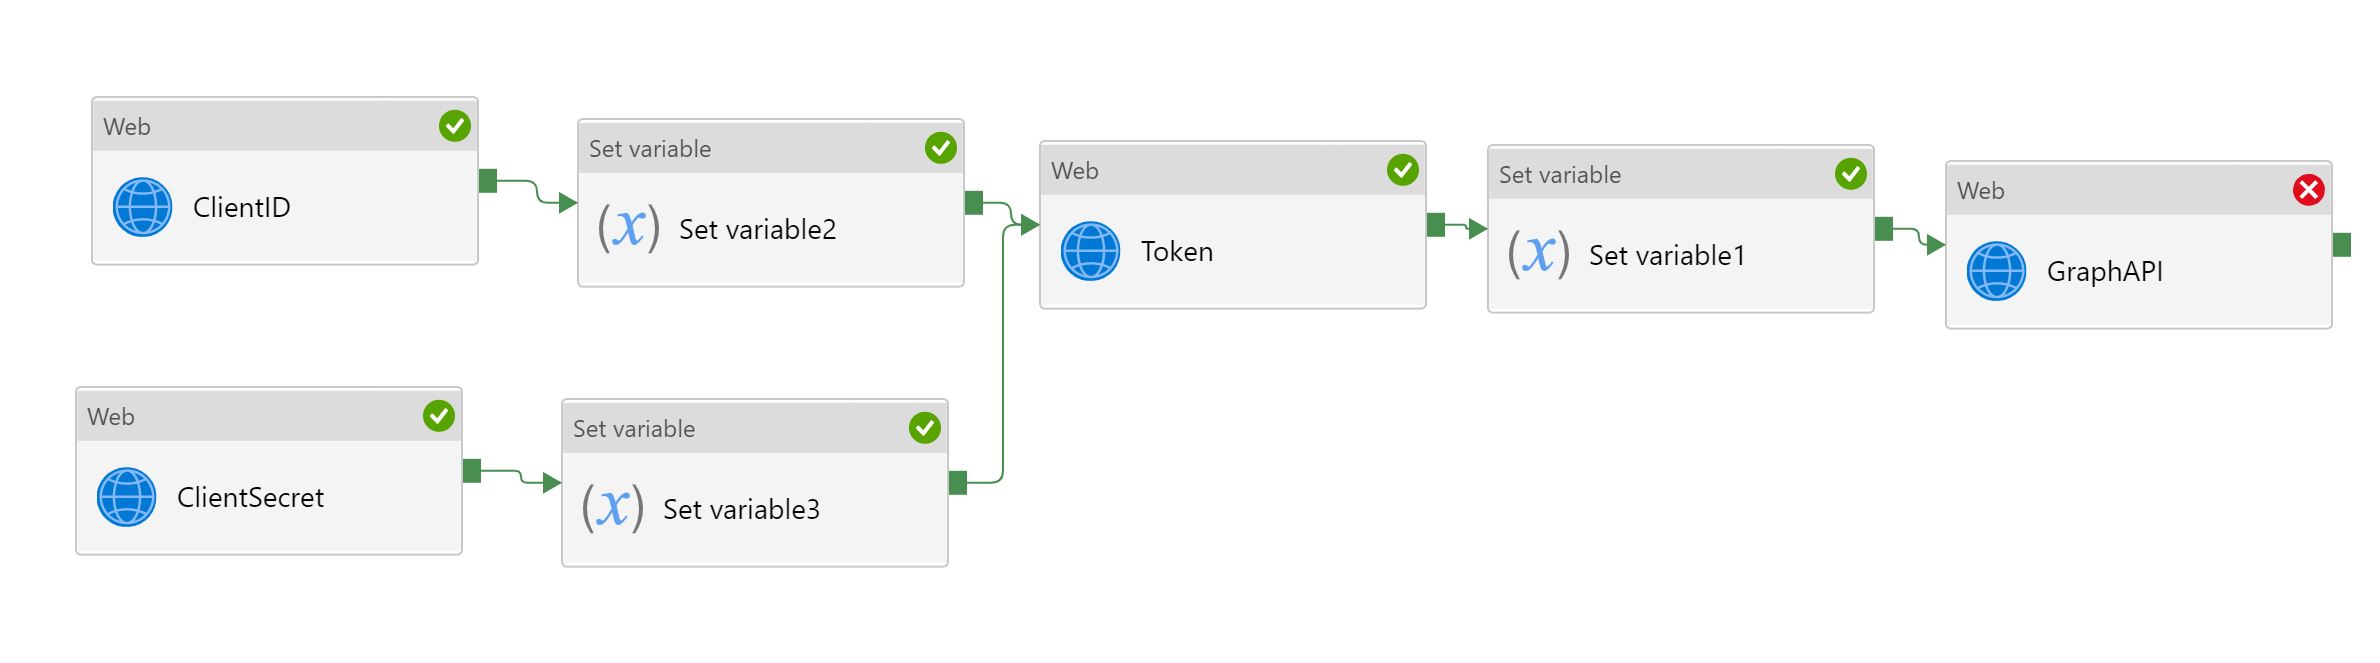 Web
ClientID
Set variable
(x) Set variable2
Web
Token
Set variable
(x) Set variable1
Web
GraphAPI
Web
ClientSecret
Set variable
(x) Set variable3